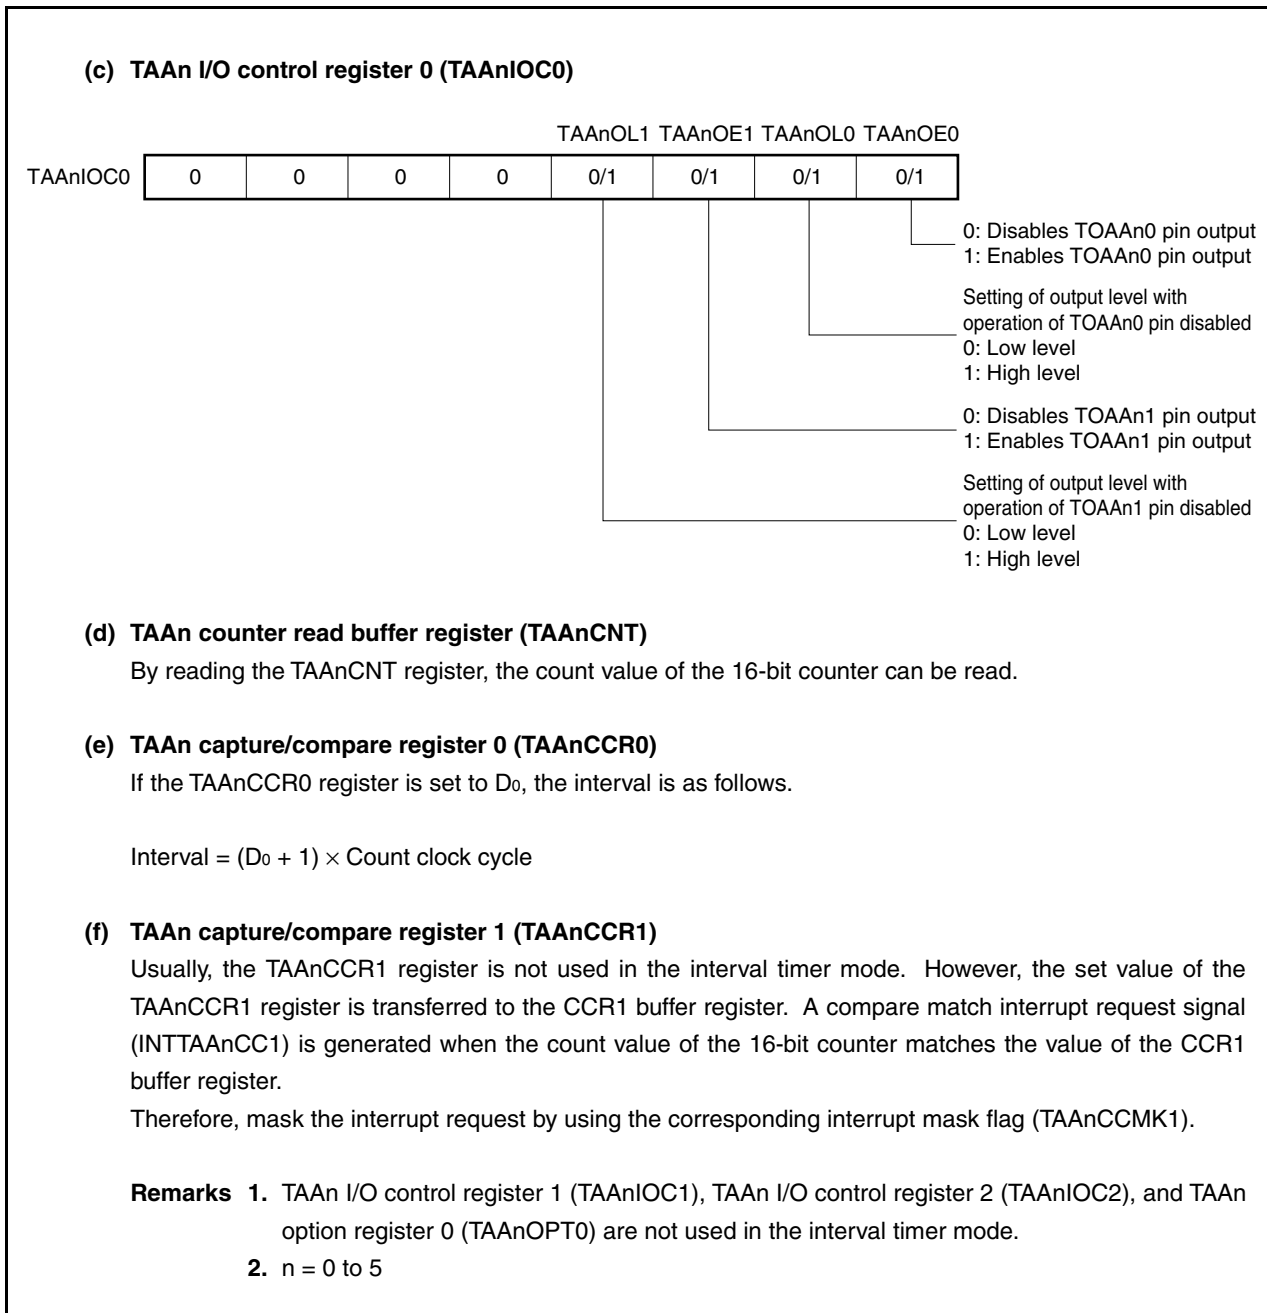 (c) TAAn I/O control register 0 (TAAnIOC0)
TAAnOL1 TAAnOE1 TAAnOL0 TAAnOE0
TAAnIOC0 0 0 0 0 0/1 0/1 0/1 0/1
0: Disables TOAAn0 pin output
1: Enables TOAAn0 pin output
Setting of output level with
operation of TOAAn0 pin disabled
0: Low level
1: High level
0: Disables TOAAn1 pin output
1: Enables TOAAn1 pin output
Setting of output level with
operation of TOAAn1 pin disabled
0: Low level
1: High level
(d) TAAn counter read buffer register (TAAnCNT)
By reading the TAAnCNT register, the count value of the 16-bit counter can be read.
(e) TAAn capture/compare register 0 (TAAnCCR0)
If the TAAnCCR0 register is set to D0, the interval is as follows.
Interval = (D0 + 1) × Count clock cycle
(f) TAAn capture/compare register 1 (TAAnCCR1)
Usually, the TAAnCCR1 register is not used in the interval timer mode. However, the set value of the
TAAnCCR1 register is transferred to the CCR1 buffer register. A compare match interrupt request signal
(INTTAAnCC1) is generated when the count value of the 16-bit counter matches the value of the CCR1
buffer register.
Therefore, mask the interrupt request by using the corresponding interrupt mask flag (TAAnCCMK1).
Remarks 1. TAAn I/O control register 1 (TAAnIOC1), TAAn I/O control register 2 (TAAnIOC2), and TAAn
option register 0 (TAAnOPT0) are not used in the interval timer mode.
2. n = 0 to 5